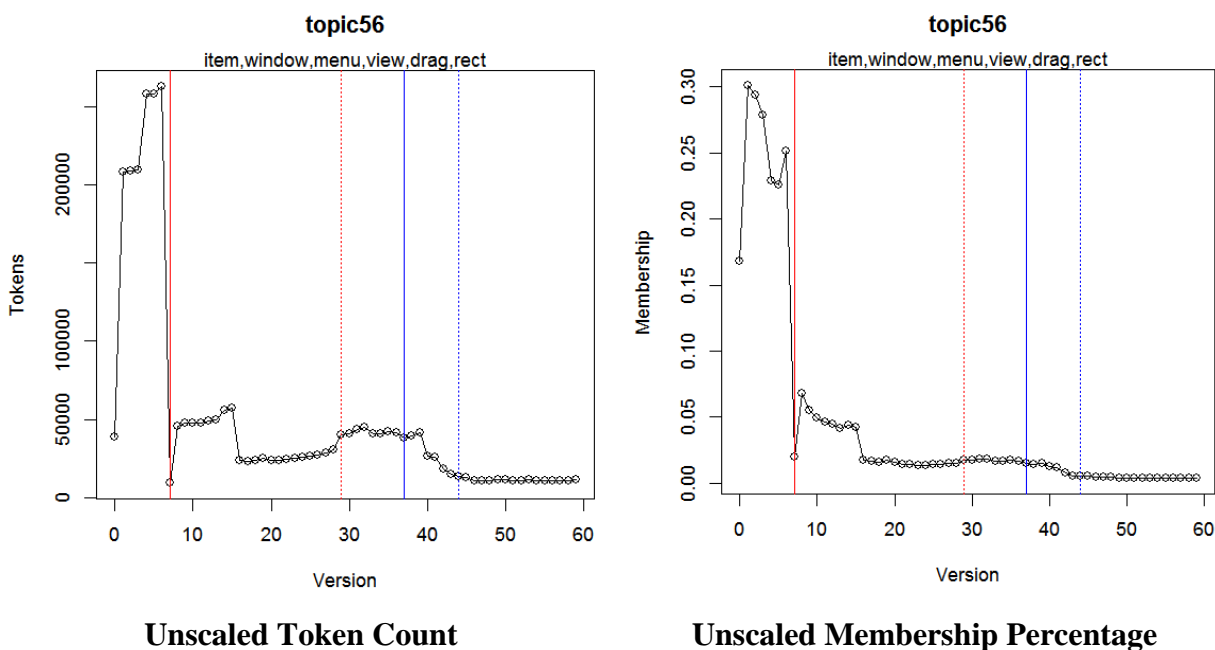 topic56
item,window,menu,view,drag,rect
Tokens
0
50000
100000
200000
0
10
20
30
40
50
60
Version
Unscaled Token Count
topic56
item,window,menu,view,drag,rect
Membership
0.00
0.05
0.10
0.15
0.20
0.25
0.30
0
10
20
30
40
50
60
Version
Unscaled Membership Percentage